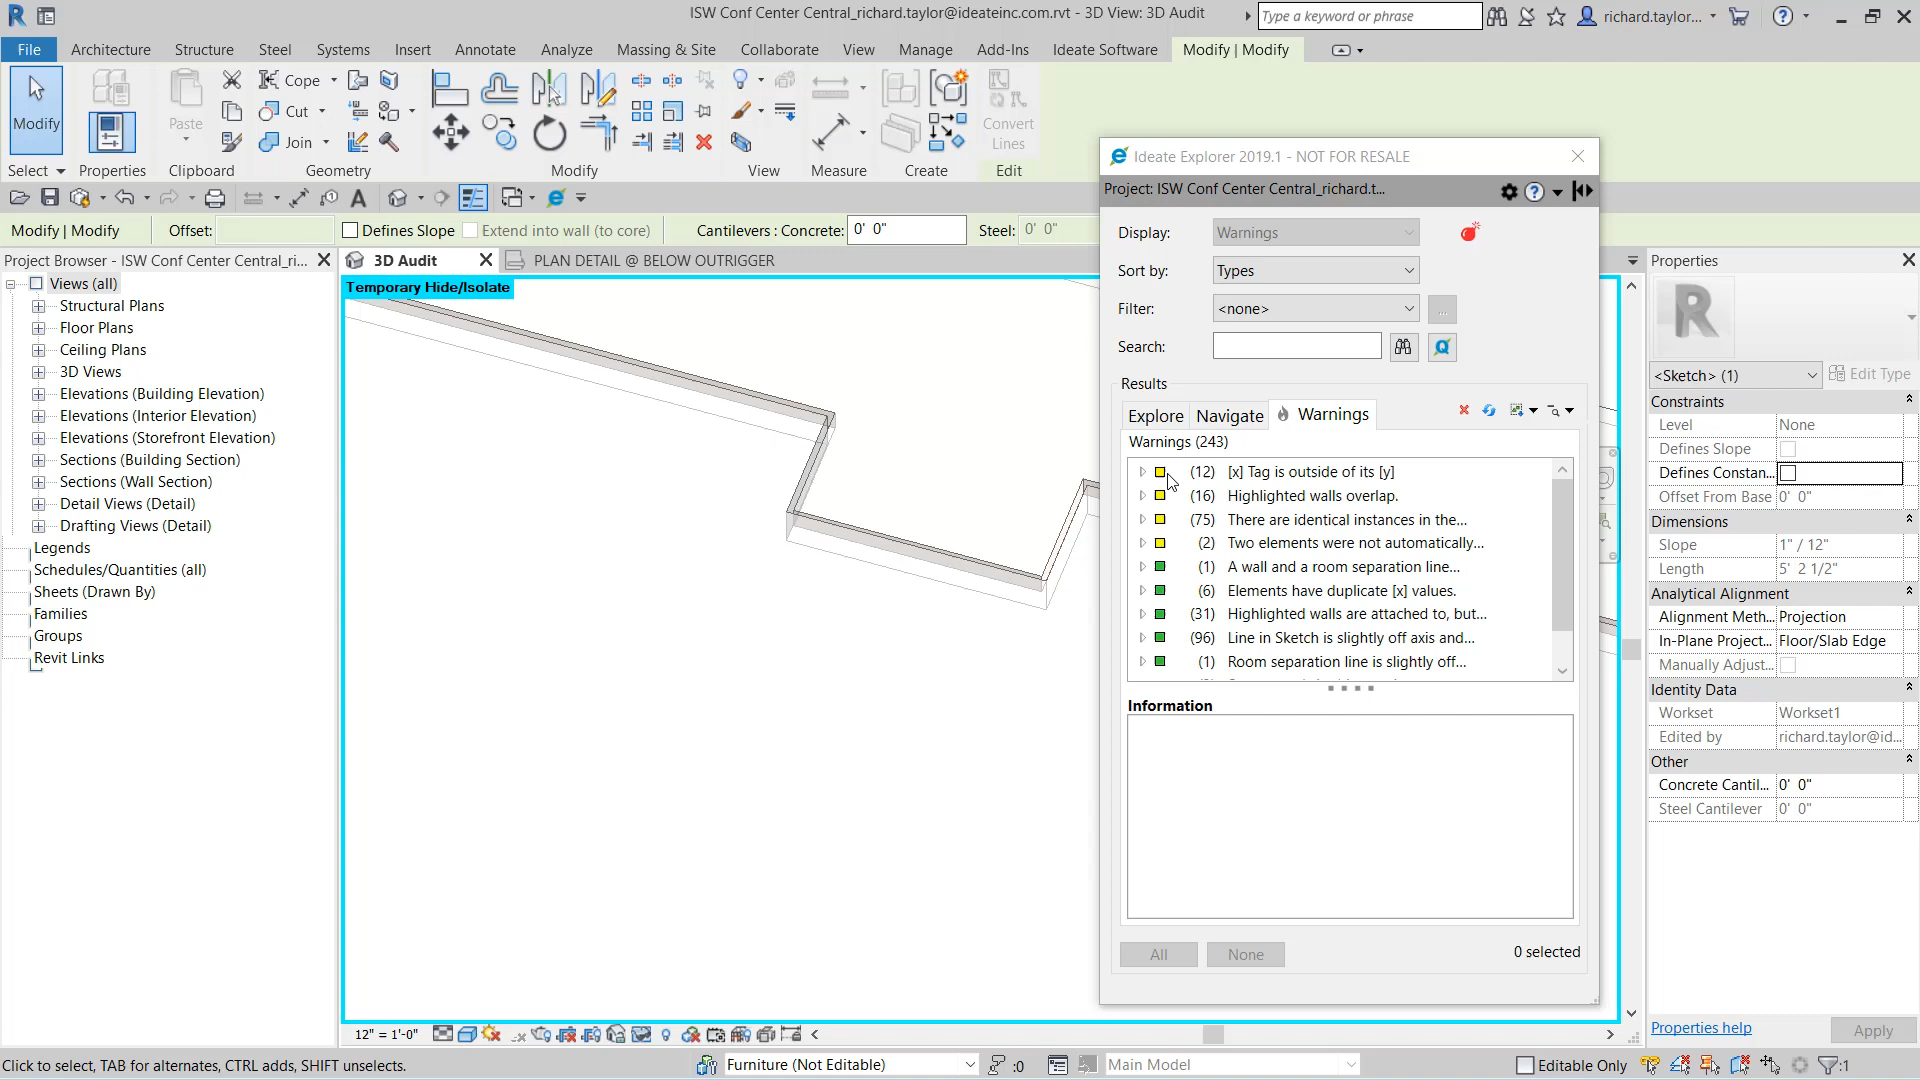 ISW Conf Center Central_richard.taylor@ideateinc.com.rvt - 3D View: 3D Audit
Type a keyword or phrase
richard.taylor...
File
Architecture
Structure
Steel
Systems
Insert
Annotate
Analyze
Massing & Site
Collaborate
View
Manage
Add-Ins
Ideate Software
Modify | Modify
Modify
Paste
Cope
Cut
Join
Convert
Lines
Select
Properties
Clipboard
Geometry
Modify
View
Measure
Create
Edit
Modify | Modify
Offset:
Defines Slope
Extend into wall (to core)
Cantilevers : Concrete:
0' 0"
Steel:
0' 0"
Project Browser - ISW Conf Center Central_ri...
Views (all)
Structural Plans
Floor Plans
Ceiling Plans
3D Views
Elevations (Building Elevation)
Elevations (Interior Elevation)
Elevations (Storefront Elevation)
Sections (Building Section)
Sections (Wall Section)
Detail Views (Detail)
Drafting Views (Detail)
Legends
Schedules/Quantities (all)
Sheets (Drawn By)
Families
Groups
Revit Links
3D Audit
PLAN DETAIL @ BELOW OUTRIGGER
Temporary Hide/Isolate
Ideate Explorer 2019.1 - NOT FOR RESALE
Project: ISW Conf Center Central_richard.t...
Display:
Warnings
Sort by:
Types
Filter:
<none>
...
Search:
Results
Explore
Navigate
Warnings
Warnings (243)
(12) [x] Tag is outside of its [y]
(16) Highlighted walls overlap.
(75) There are identical instances in the...
(2) Two elements were not automatically...
(1) A wall and a room separation line...
(6) Elements have duplicate [x] values.
(31) Highlighted walls are attached to, but...
(96) Line in Sketch is slightly off axis and...
(1) Room separation line is slightly off...
Information
All
None
0 selected
Properties
R
<Sketch> (1)
Edit Type
Constraints
Level None
Defines Slope
Defines Constan...
Offset From Base 0' 0"
Dimensions
Slope 1" / 12"
Length 5' 2 1/2"
Analytical Alignment
Alignment Meth... Projection
In-Plane Project... Floor/Slab Edge
Manually Adjust...
Identity Data
Workset Workset1
Edited by richard.taylor@id...
Other
Concrete Cantil... 0' 0"
Steel Cantilever 0' 0"
Properties help
Apply
12" = 1'-0"
Click to select, TAB for alternates, CTRL adds, SHIFT unselects.
Furniture (Not Editable)
:0
Main Model
Editable Only
:1